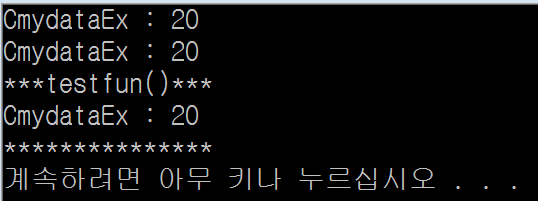 CmydataEx : 20
CmydataEx : 20
***testfun()***
CmydataEx : 20
***************
계속하려면 아무 키나 누르십시오 . . .